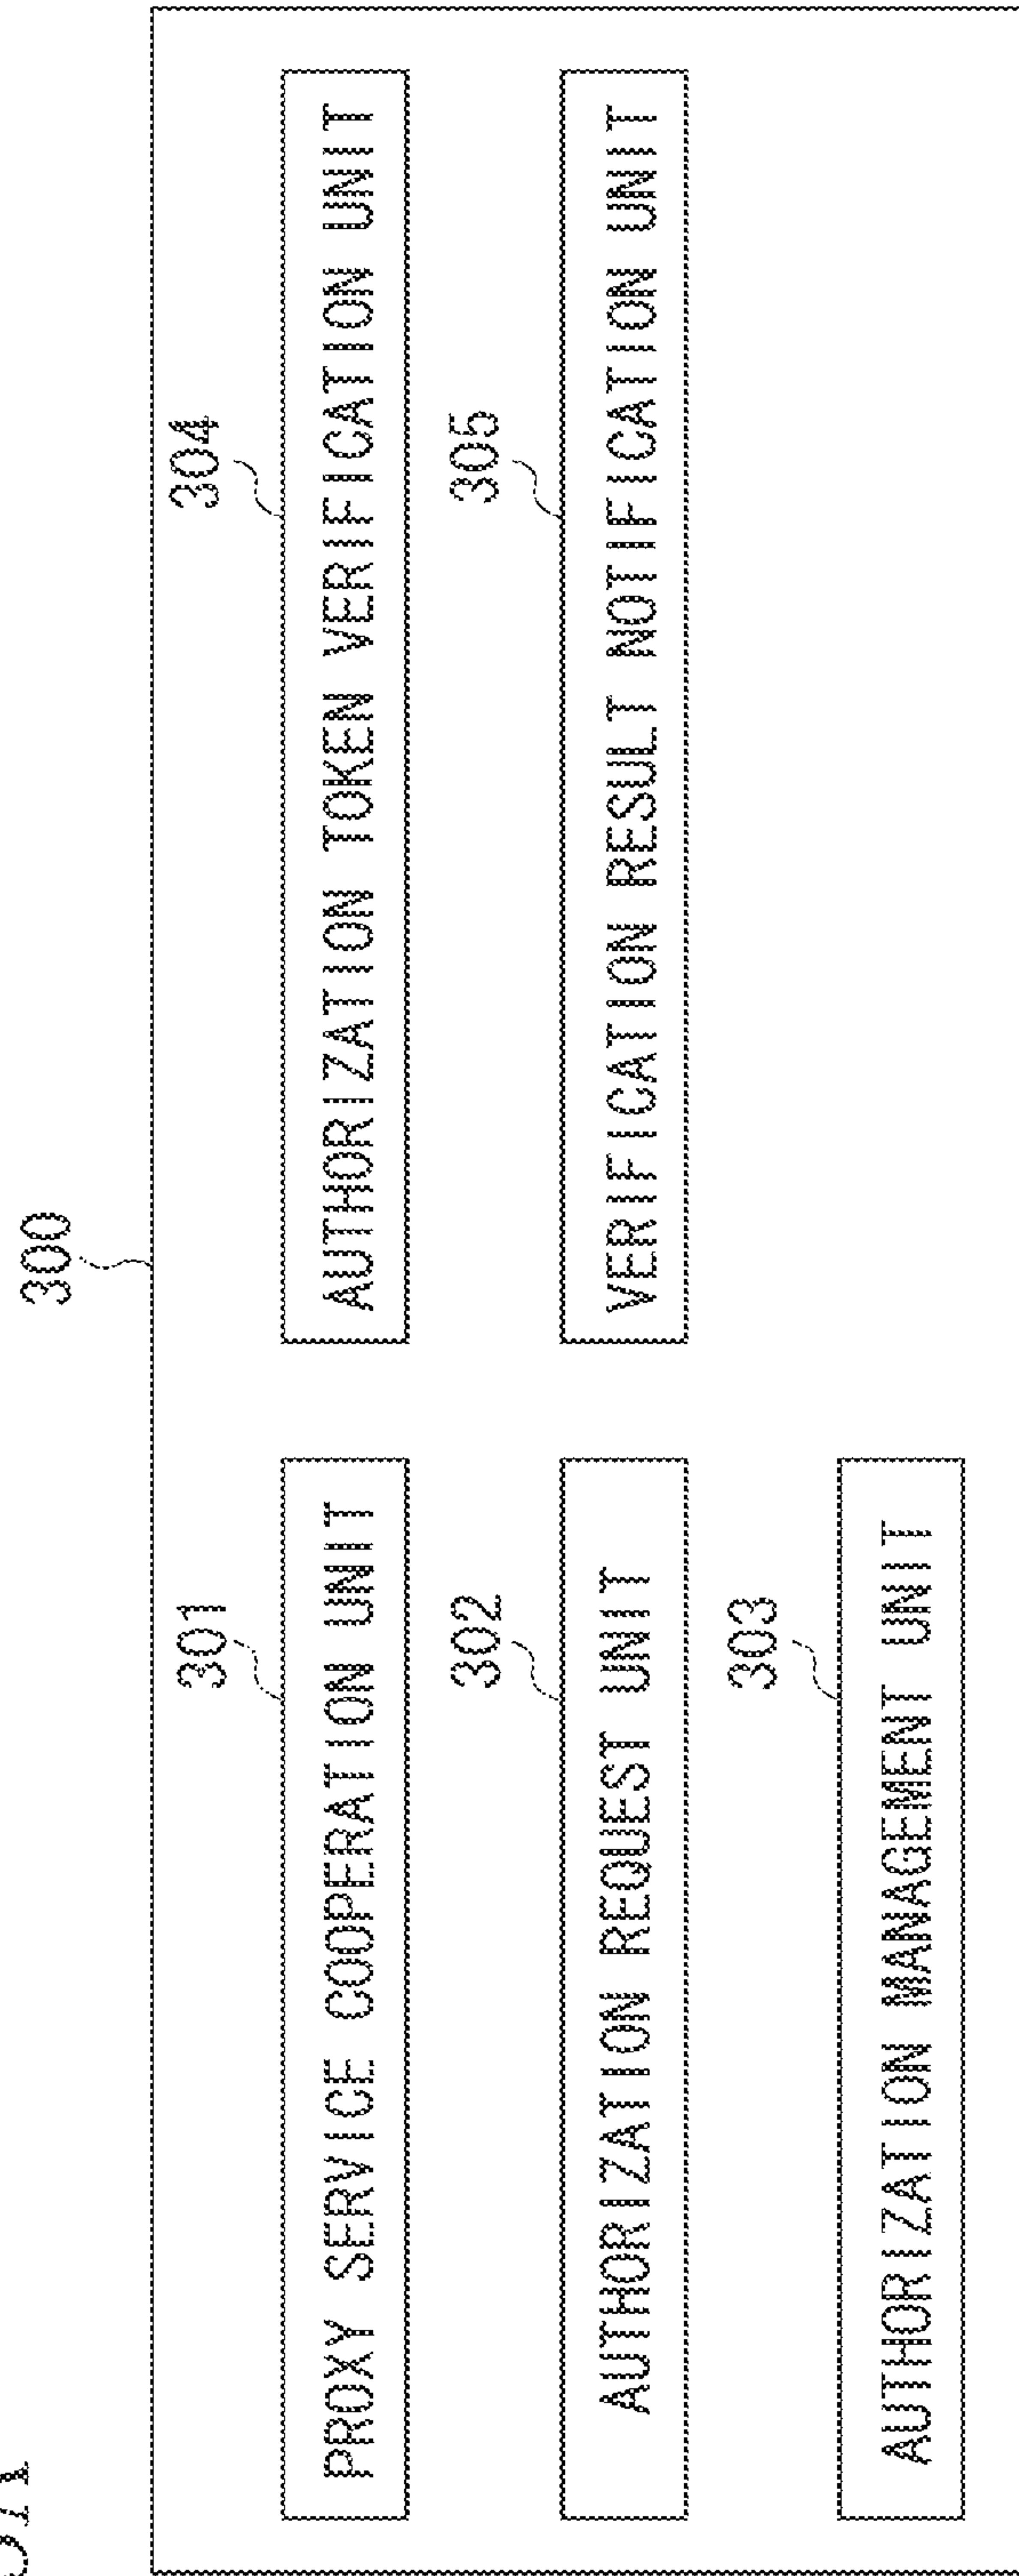 300
301
PROXY SERVICE COOPERATION UNIT
302
AUTHORIZATION REQUEST UNIT
303
AUTHORIZATION MANAGEMENT UNIT
304
AUTHORIZATION TOKEN VERIFICATION UNIT
305
VERIFICATION RESULT NOTIFICATION UNIT